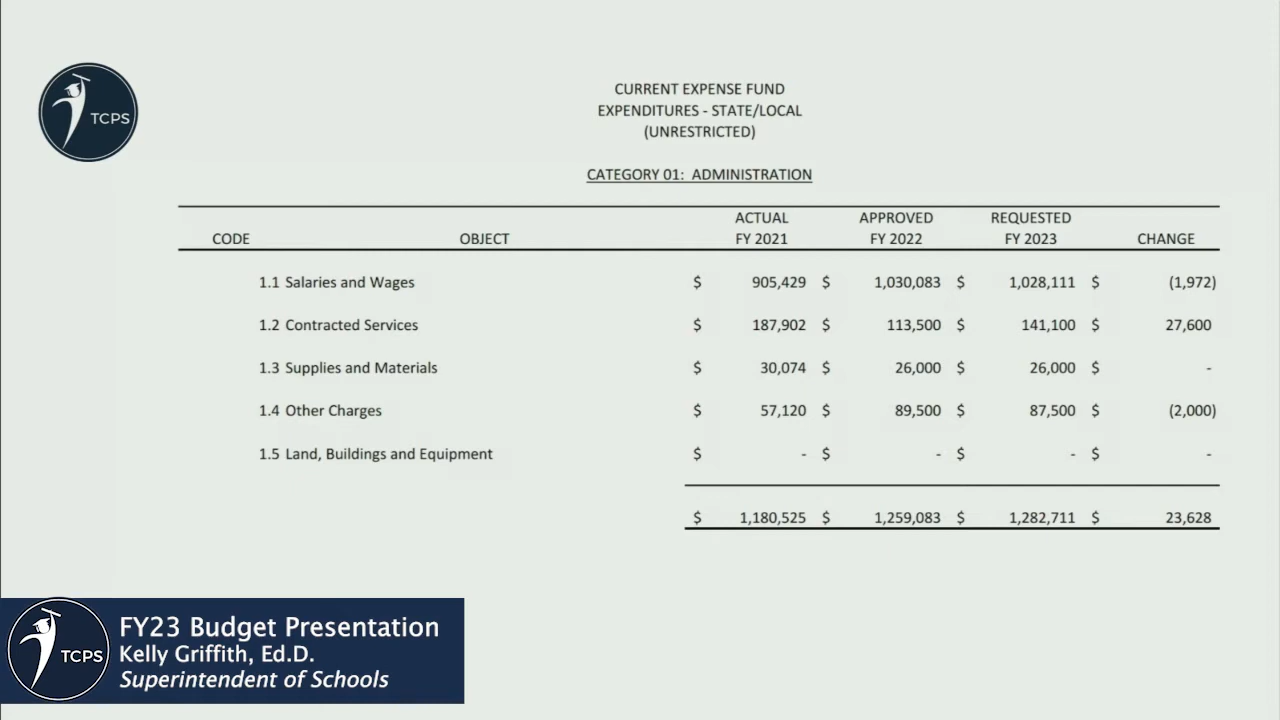 TCPS
CURRENT EXPENSE FUND
EXPENDITURES - STATE/LOCAL
(UNRESTRICTED)
CATEGORY 01: ADMINISTRATION
ACTUAL APPROVED REQUESTED
CODE OBJECT FY 2021 FY 2022 FY 2023 CHANGE
1.1 Salaries and Wages $ 905,429 $ 1,030,083 $ 1,028,111 $ (1,972)
1.2 Contracted Services $ 187,902 $ 113,500 $ 141,100 $ 27,600
1.3 Supplies and Materials $ 30,074 $ 26,000 $ 26,000 $ -
1.4 Other Charges $ 57,120 $ 89,500 $ 87,500 $ (2,000)
1.5 Land, Buildings and Equipment $ - $ - $ - $ -
$ 1,180,525 $ 1,259,083 $ 1,282,711 $ 23,628
TCPS
FY23 Budget Presentation
Kelly Griffith, Ed.D.
Superintendent of Schools